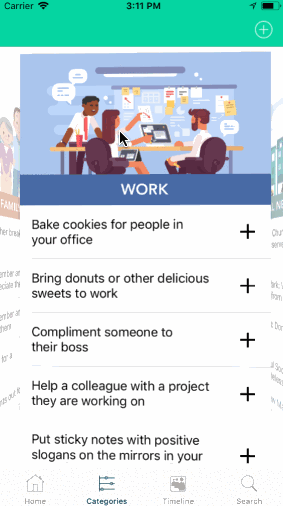 Carrier 3:11 PM
WORK
FAMILY
Bake cookies for people in
your office
Bring donuts or other delicious
sweets to work
Compliment someone to
their boss
Help a colleague with a project
they are working on
Put sticky notes with positive
slogans on the mirrors in your
Home Categories Timeline Search